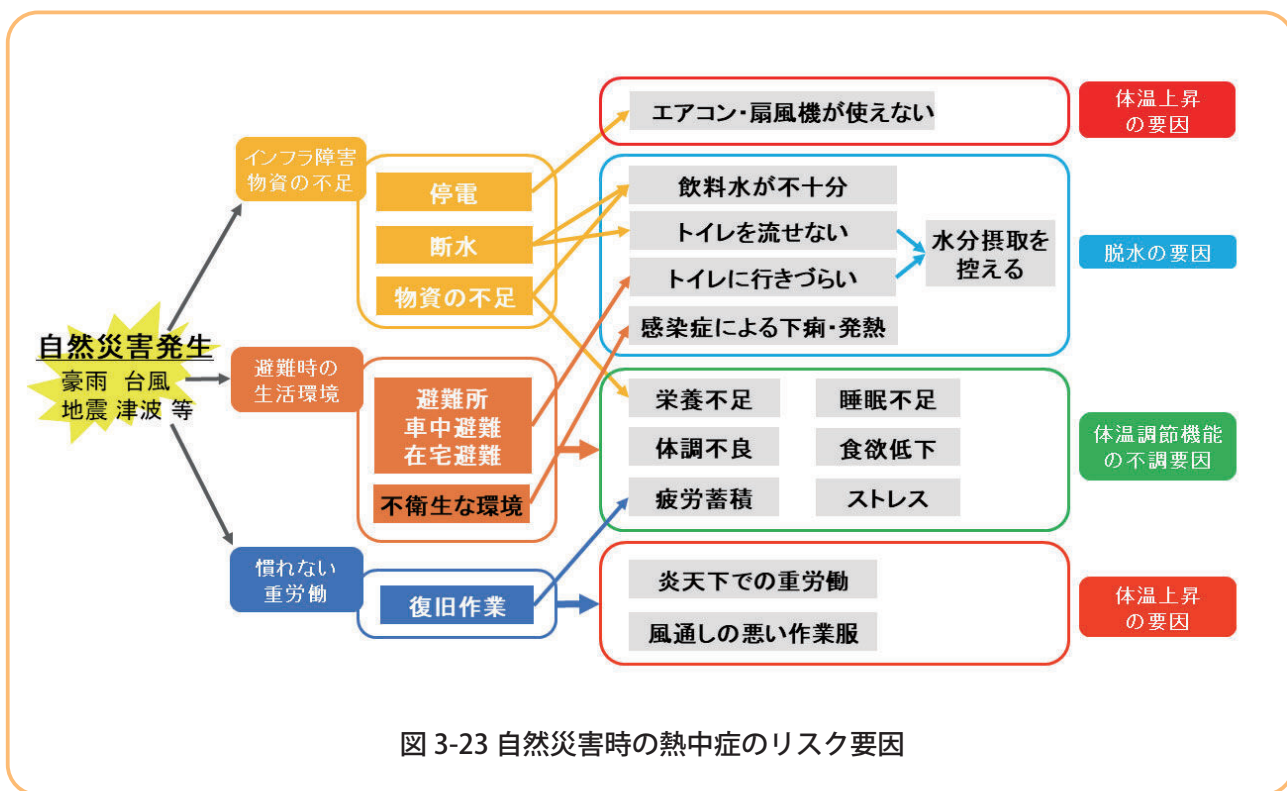 自然災害発生
豪雨 台風
地震 津波 等
インフラ障害
物資の不足
停電
断水
物資の不足
避難時の
生活環境
避難所
車中避難
在宅避難
不衛生な環境
慣れない
重労働
復旧作業
エアコン・扇風機が使えない
体温上昇
の要因
飲料水が不十分
トイレを流せない
トイレに行きづらい
感染症による下痢・発熱
水分摂取を
控える
脱水の要因
栄養不足
睡眠不足
体調不良
食欲低下
疲労蓄積
ストレス
体温調節機能
の不調要因
炎天下での重労働
風通しの悪い作業服
体温上昇
の要因
図 3-23 自然災害時の熱中症のリスク要因